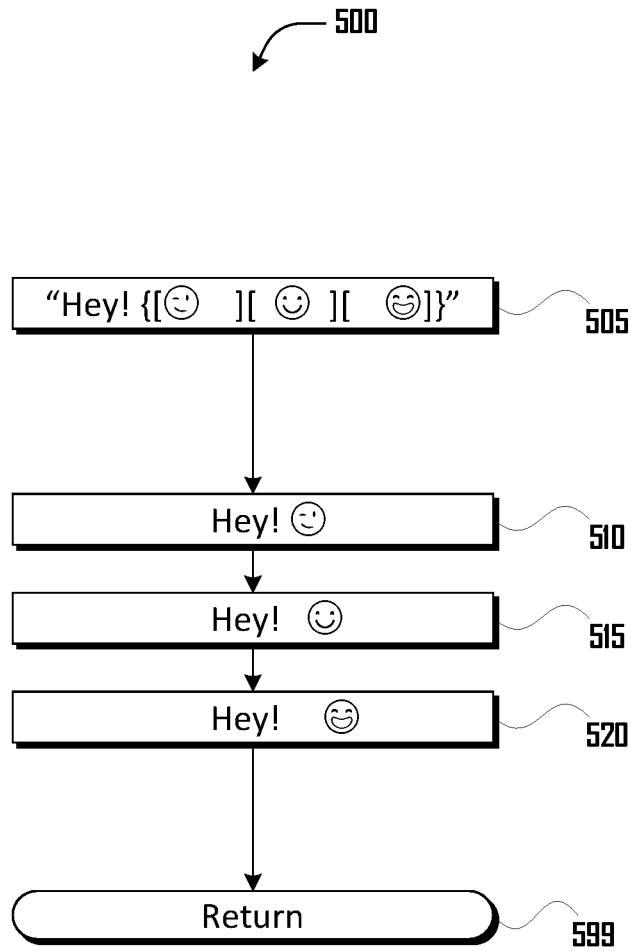 500
“Hey! {[😉 ][ ☺ ][ 😄]}”
505
Hey! 😉
510
Hey! ☺
515
Hey! 😄
520
Return
599